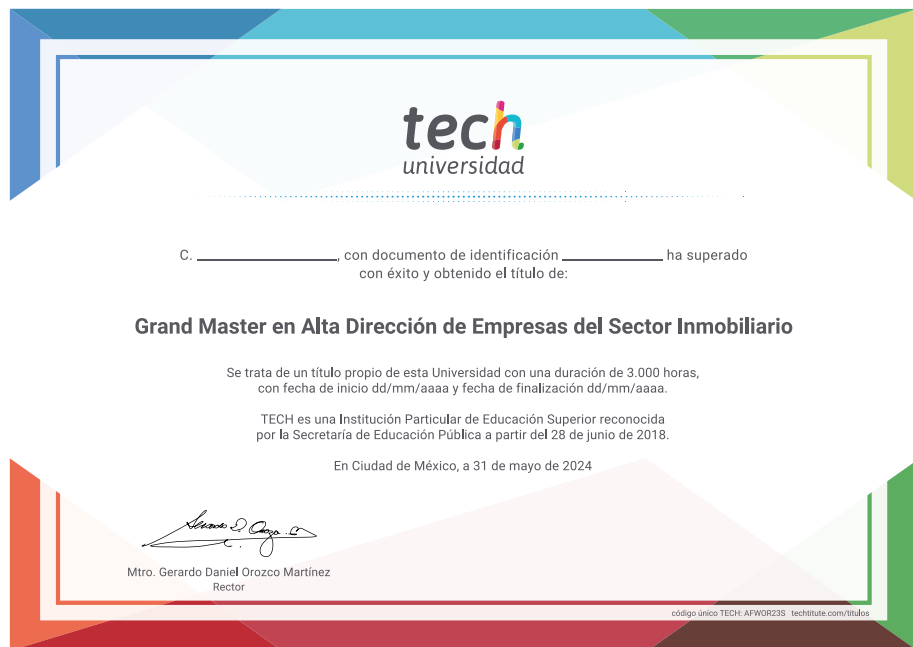 tech
universidad
C. ____________, con documento de identificación ____________ ha superado
con éxito y obtenido el título de:
Grand Master en Alta Dirección de Empresas del Sector Inmobiliario
Se trata de un título propio de esta Universidad con una duración de 3.000 horas,
con fecha de inicio dd/mm/aaaa y fecha de finalización dd/mm/aaaa.
TECH es una Institución Particular de Educación Superior reconocida
por la Secretaría de Educación Pública a partir del 28 de junio de 2018.
En Ciudad de México, a 31 de mayo de 2024
Mtro. Gerardo Daniel Orozco Martínez
Rector
código único TECH: AFWOR23S techtitute.com/titulos